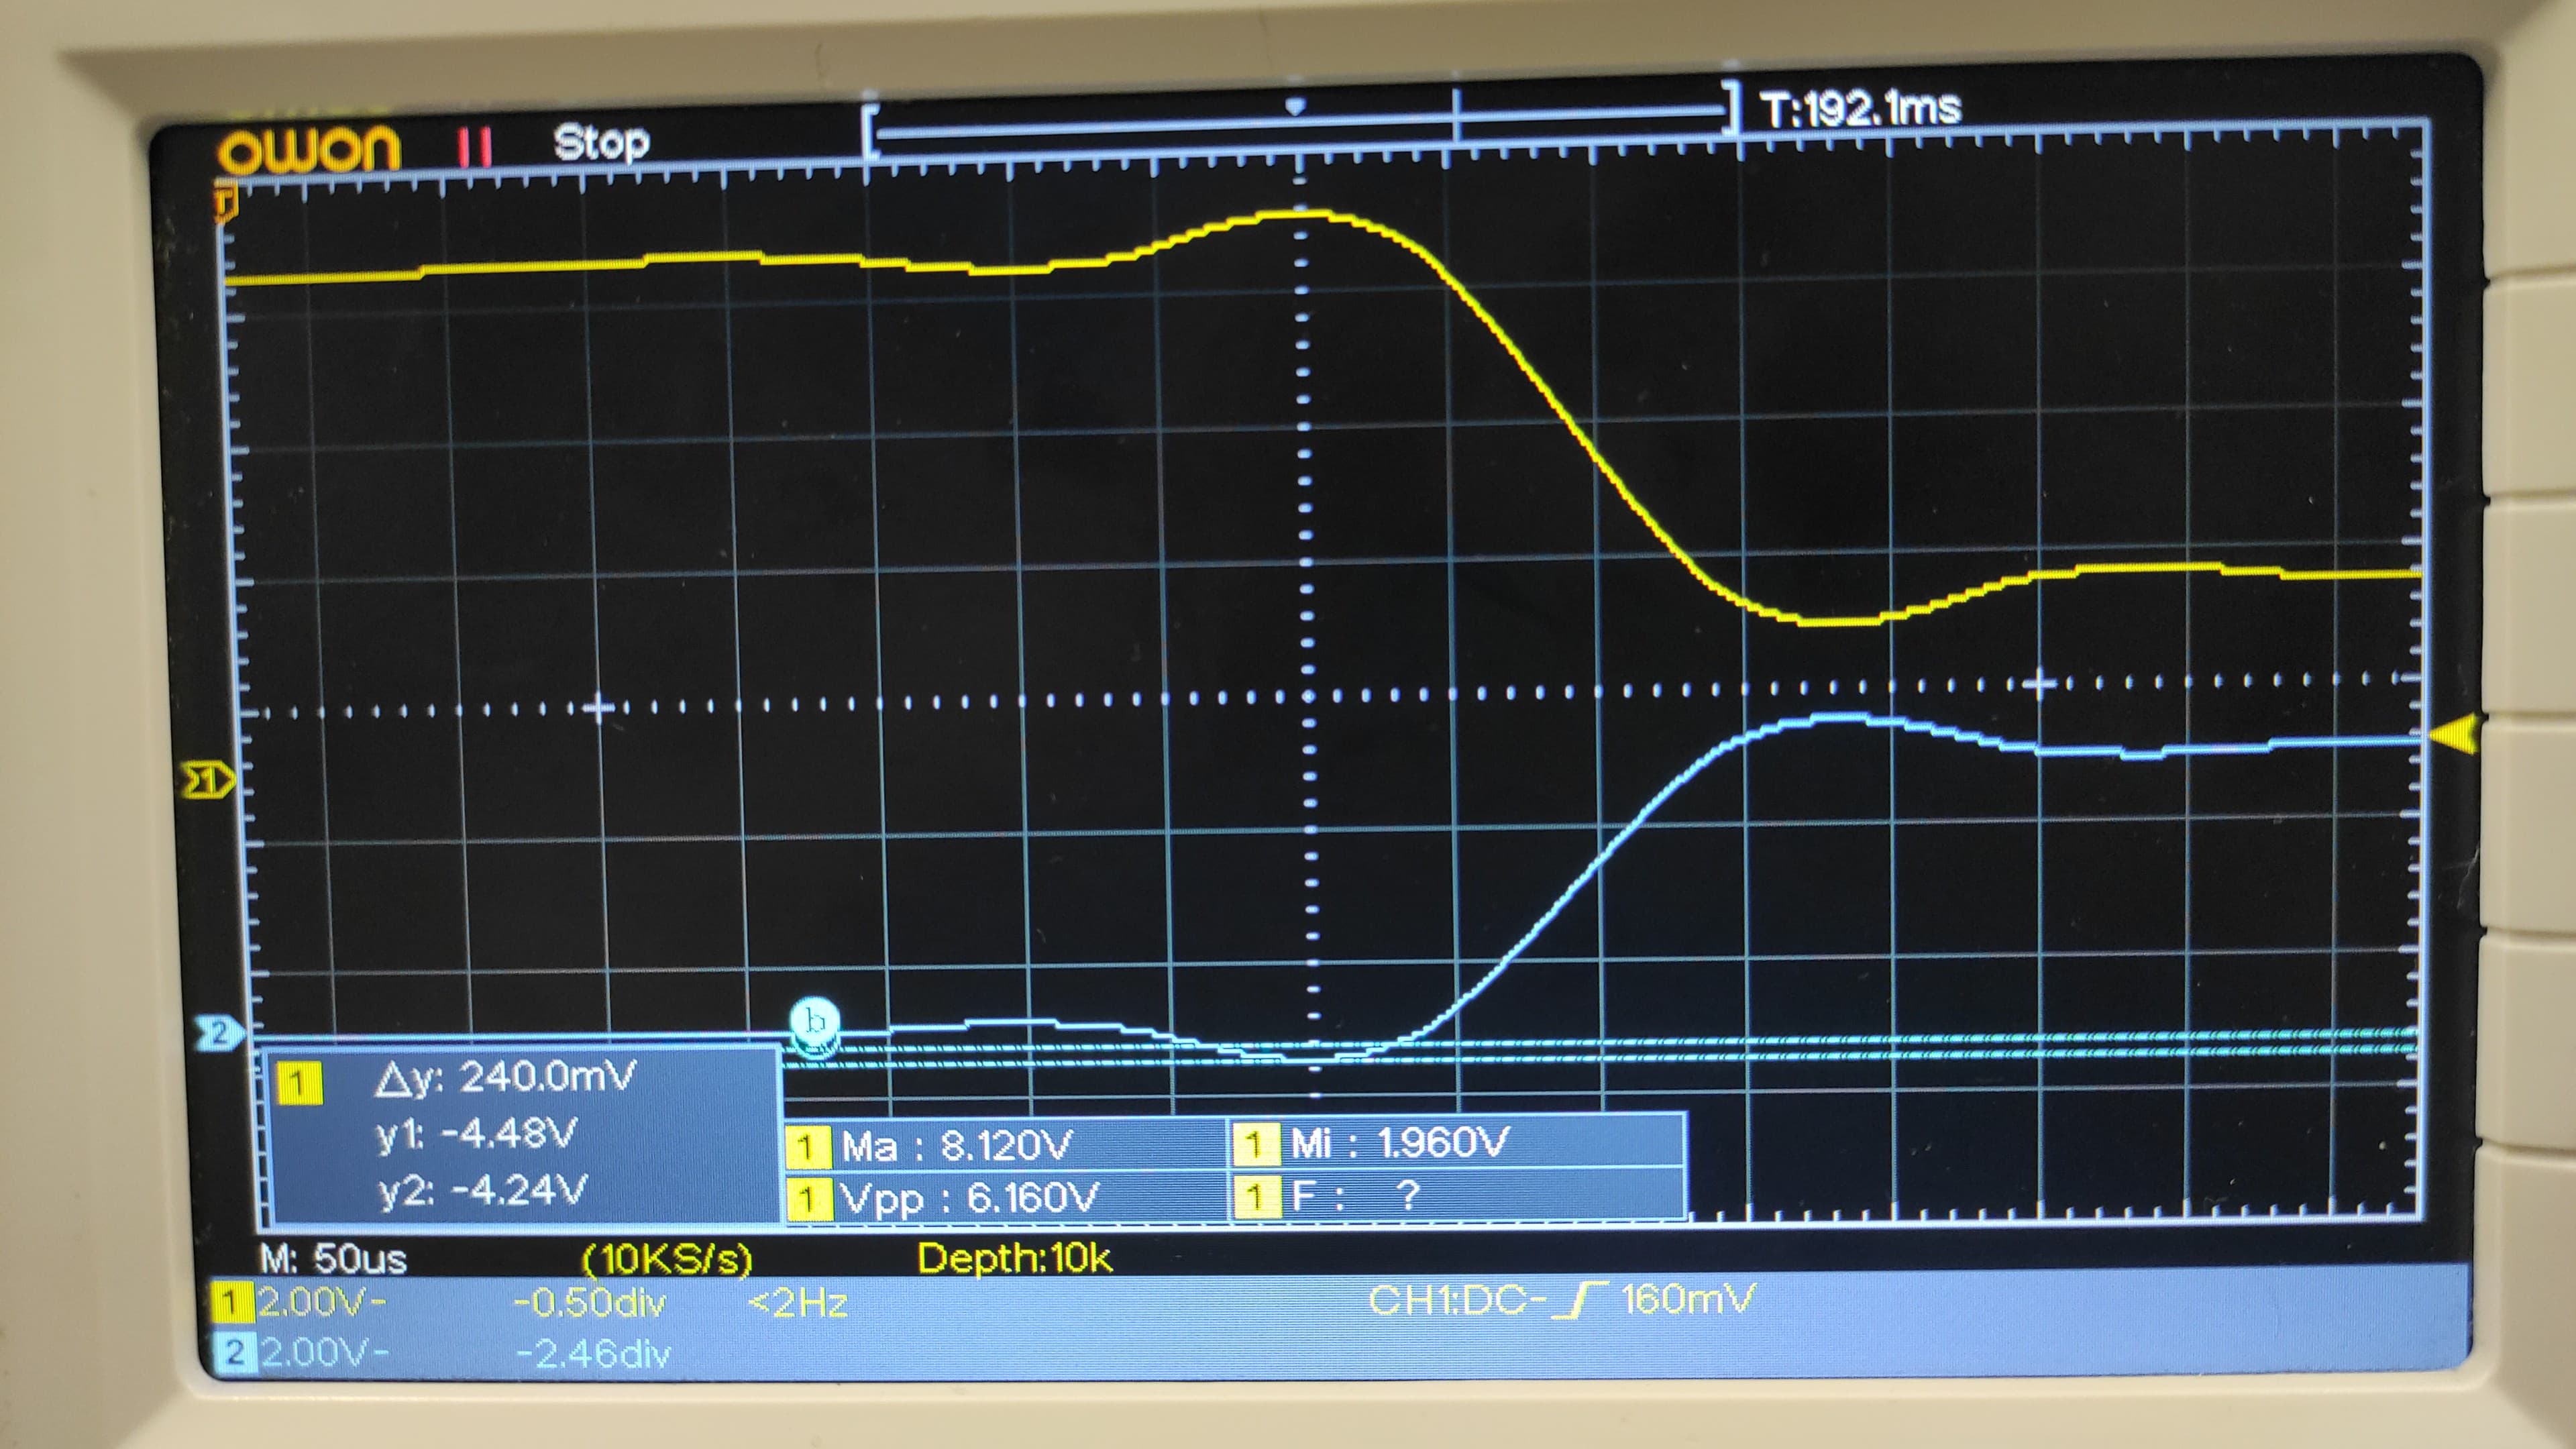 OWON Stop T:192.1ms
T
1
b
2
1 Δy: 240.0mV
y1: -4.48V
y2: -4.24V
1 Ma : 8.120V 1 Mi : 1.960V
1 Vpp : 6.160V 1 F : ?
M: 50us (10KS/s) Depth:10k
1 2.00V- -0.50div <2Hz CH1:DC- 160mV
2 2.00V- -2.46div